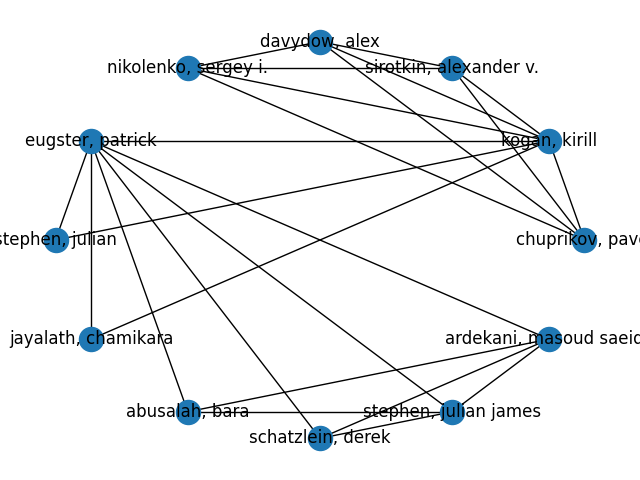 davydow, alex
nikolenko, sergey i.
sirotkin, alexander v.
eugster, patrick
kogan, kirill
stephen, julian
chuprikov, pave
jayalath, chamikara
ardekani, masoud saeid
abusalah, bara
stephen, julian james
schatzlein, derek